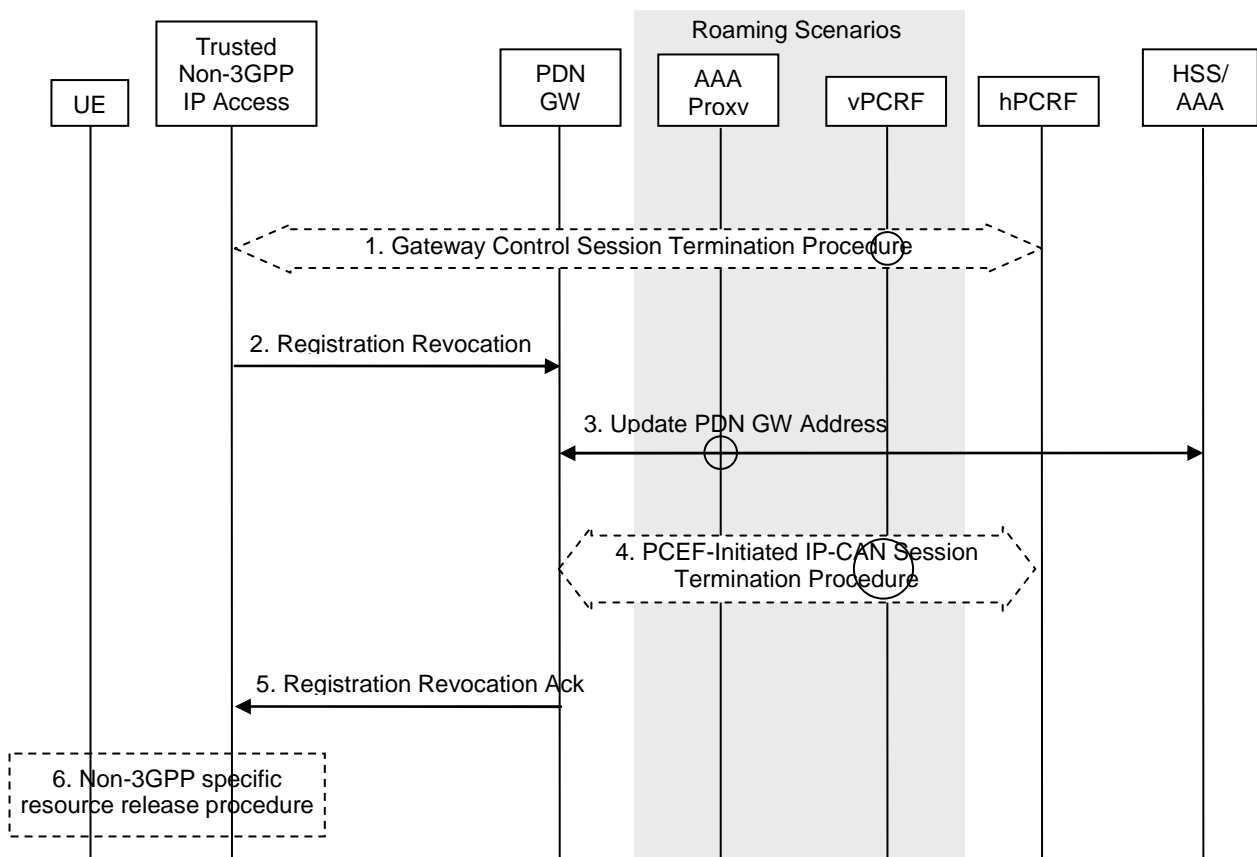 Roaming Scenarios
UE
Trusted
Non-3GPP
IP Access
PDN
GW
AAA
Proxv
vPCRF
hPCRF
HSS/
AAA
1. Gateway Control Session Termination Procedure
2. Registration Revocation
3. Update PDN GW Address
4. PCEF-Initiated IP-CAN Session
Termination Procedure
5. Registration Revocation Ack
6. Non-3GPP specific
resource release procedure